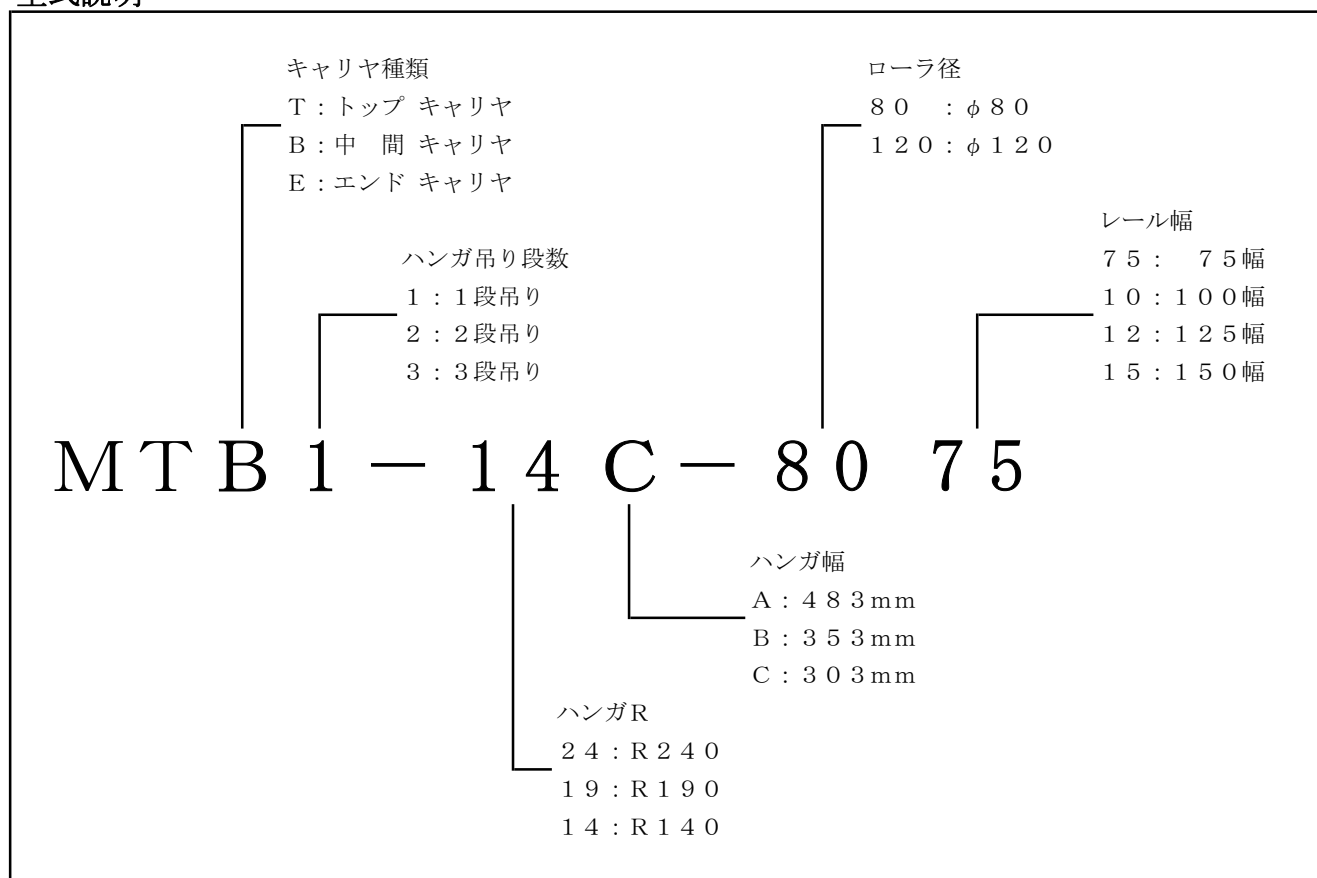 型式説明
キャリヤ種類
T：トップ キャリヤ
B：中　間 キャリヤ
E：エンド キャリヤ
ローラ径
８０　：φ８０
１２０：φ１２０
レール幅
７５：　７５幅
１０：１００幅
１２：１２５幅
１５：１５０幅
ハンガ吊り段数
１：１段吊り
２：２段吊り
３：３段吊り
ＭＴＢ１－１４Ｃ－８０７５
ハンガ幅
A：４８３mm
B：３５３mm
C：３０３mm
ハンガR
２４：R２４０
１９：R１９０
１４：R１４０